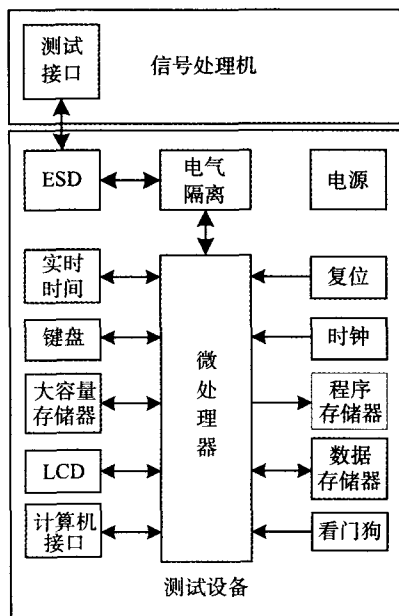 测试
接口
信号处理机
ESD
电气
隔离
电源
实时
时间
复位
键盘
时钟
微
处
理
器
大容量
存储器
程序
存储器
LCD
数据
存储器
计算机
接口
看门狗
测试设备